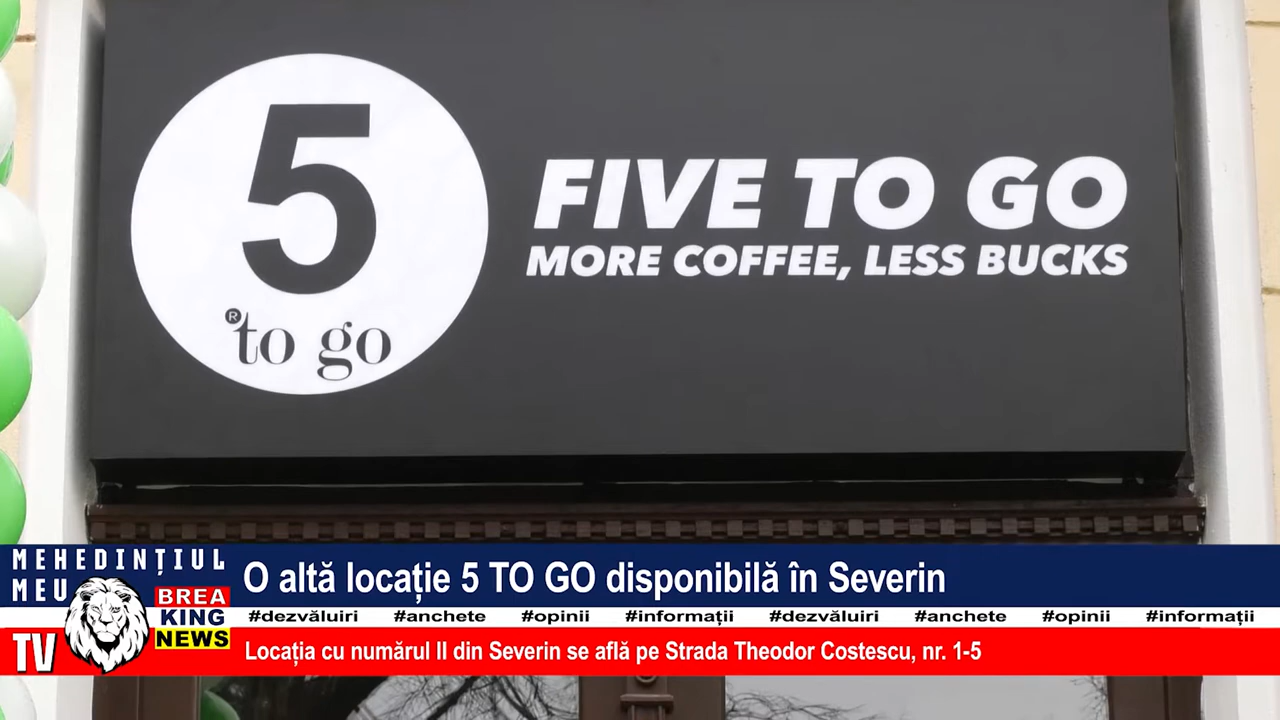 5
® to go
FIVE TO GO
MORE COFFEE, LESS BUCKS
MEHEDINȚIUL
MEU
TV
BREA
KING
NEWS
O altă locație 5 TO GO disponibilă în Severin
#dezvăluiri #anchete #opinii #informații #dezvăluiri #anchete #opinii #informații
Locația cu numărul II din Severin se află pe Strada Theodor Costescu, nr. 1-5